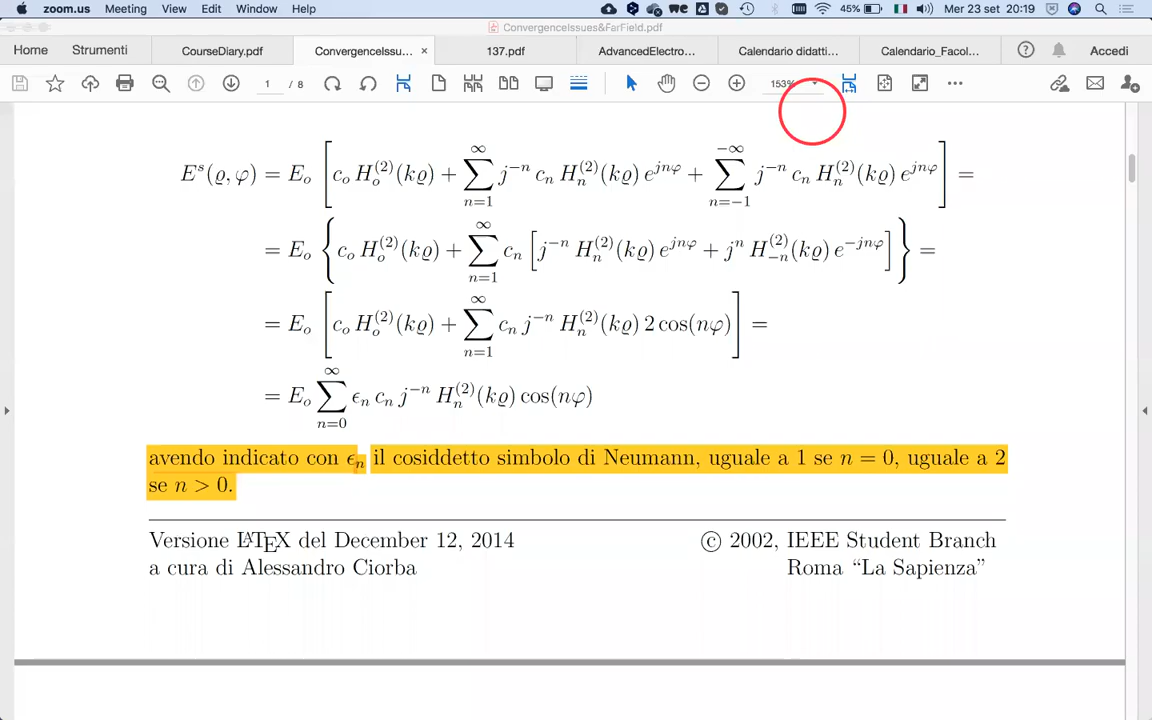 zoom.us Meeting View Edit Window Help 45% Mer 23 set 20:19
ConvergenceIssues&FarField.pdf
Home Strumenti CourseDiary.pdf ConvergenceIssu... × 137.pdf AdvancedElectro... Calendario didatti... Calendario_Facol... Accedi
1 / 8 153%
E^s(ϱ, φ) = E_o [ c_o H_o^(2)(kϱ) + ∑_{n=1}^{∞} j^{−n} c_n H_n^(2)(kϱ) e^{jnφ} + ∑_{n=−1}^{−∞} j^{−n} c_n H_n^(2)(kϱ) e^{jnφ} ] =
= E_o { c_o H_o^(2)(kϱ) + ∑_{n=1}^{∞} c_n [ j^{−n} H_n^(2)(kϱ) e^{jnφ} + j^n H_{−n}^(2)(kϱ) e^{−jnφ} ] } =
= E_o [ c_o H_o^(2)(kϱ) + ∑_{n=1}^{∞} c_n j^{−n} H_n^(2)(kϱ) 2 cos(nφ) ] =
= E_o ∑_{n=0}^{∞} ϵ_n c_n j^{−n} H_n^(2)(kϱ) cos(nφ)
avendo indicato con ϵ_n il cosiddetto simbolo di Neumann, uguale a 1 se n = 0, uguale a 2
se n > 0.
Versione LATEX del December 12, 2014 © 2002, IEEE Student Branch
a cura di Alessandro Ciorba Roma “La Sapienza”